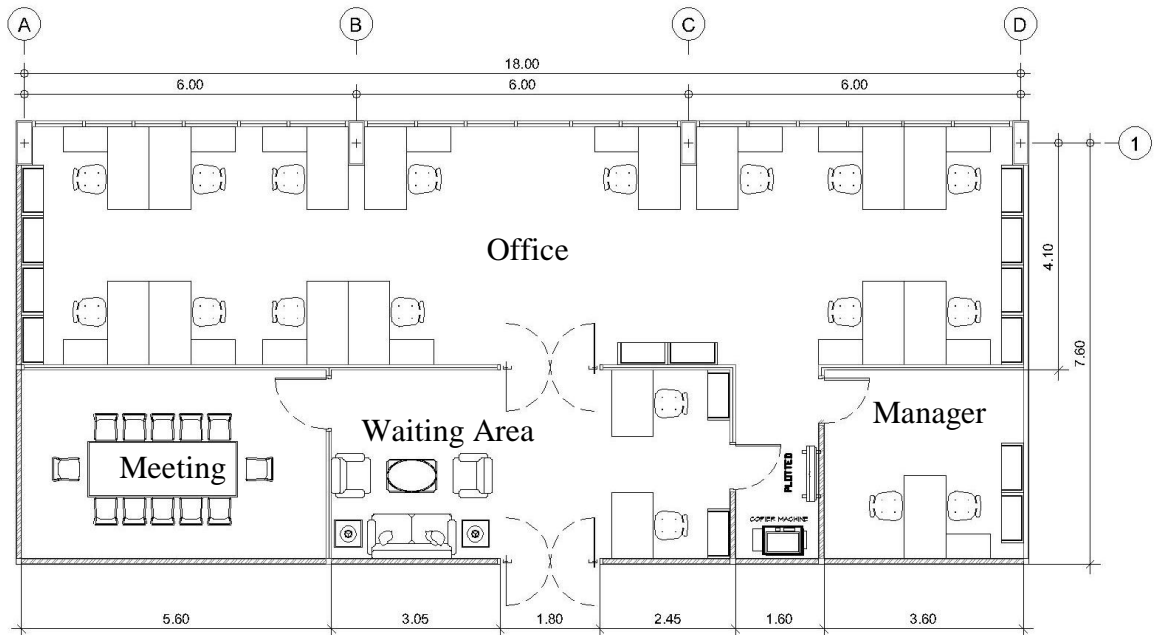 A B C D
18.00
6.00 6.00 6.00
1
Office
4.10
7.60
Waiting Area
Manager
Meeting
PLOTTED
COPIER MACHINE
5.60 3.05 1.80 2.45 1.60 3.60